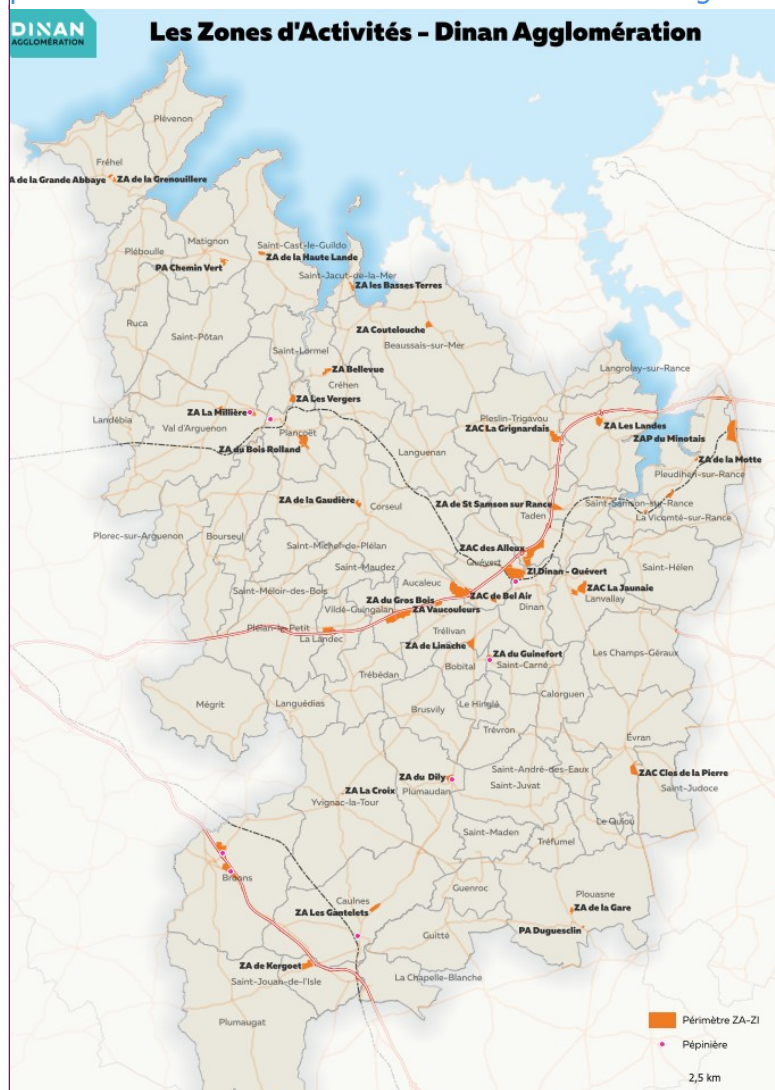 DINAN
AGGLOMÉRATION
Les Zones d'Activités - Dinan Agglomération
Plévenon
Fréhel
A de la Grande Abbaye
ZA de la Grenouillere
Matignon
Saint-Cast-le-Guildo
Pléboulle
ZA de la Haute Lande
PA Chemin Vert
Saint-Jacut-de-la-Mer
ZA les Basses Terres
Ruca
Saint-Pôtan
ZA Coutelouche
Beaussais-sur-Mer
Saint-Lormel
ZA Bellevue
Créhen
Langrolay-sur-Rance
ZA Les Vergers
ZA La Millière
Landébia
Val d'Arguenon
Pleslin-Trigavou
ZA Les Landes
ZAC La Grignardais
Plancoët
ZAP du Minotais
ZA du Bois Rolland
Languenan
ZA de la Motte
Pleudihen-sur-Rance
ZA de la Gaudière
Corseul
ZA de St Samson sur Rance
Saint-Samson-sur-Rance
Taden
La Vicomté-sur-Rance
Plorec-sur-Arguenon
Bourseul
Saint-Michel-de-Plélan
ZAC des Alleux
Quévert
Saint-Maudez
Saint-Hélen
ZI Dinan - Quévert
Aucaleuc
Saint-Méloir-des-Bois
ZAC La Jaunaie
ZA du Gros Bois
ZAC de Bel Air
Lanvallay
Vildé-Guingalan
ZA Vaucouleurs
Dinan
Plélan-le-Petit
Trélivan
La Landec
ZA de Linache
ZA du Guinefort
Les Champs-Géraux
Bobital
Saint-Carné
Trébédan
Calorguen
Mégrit
Languédias
Brusvily
Le Hinglé
Trévron
Évran
ZA du Dily
Saint-André-des-Eaux
ZAC Clos de la Pierre
ZA La Croix
Plumaudan
Saint-Juvat
Saint-Judoce
Yvignac-la-Tour
Le Quiou
Saint-Maden
Tréfumel
Broons
Guenroc
Plouasne
Caulnes
ZA Les Gantelets
ZA de la Gare
PA Duguesclin
Guitté
ZA de Kergoet
La Chapelle-Blanche
Saint-Jouan-de-l'Isle
Plumaugat
Périmètre ZA-ZI
Pépinière
2,5 km